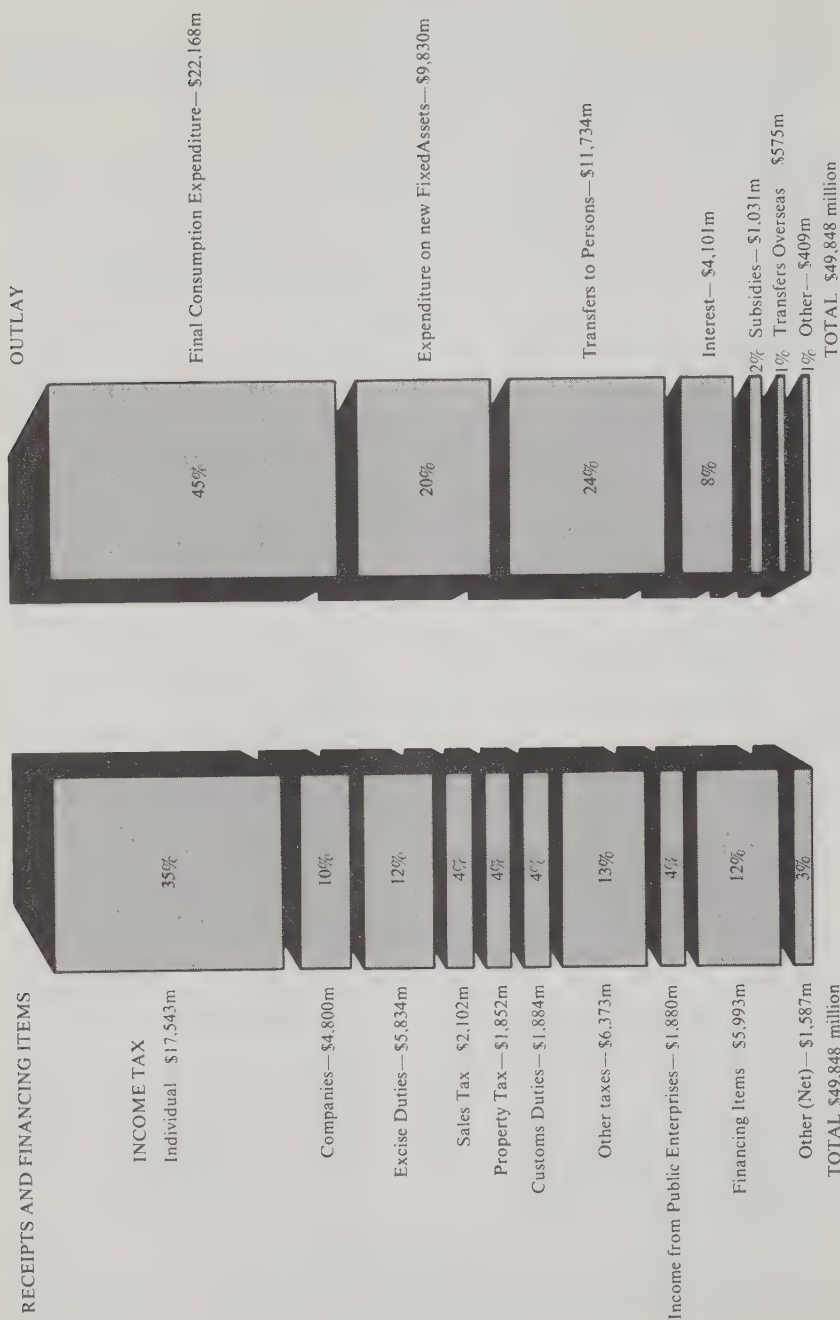 RECEIPTS AND FINANCING ITEMS
INCOME TAX
Individual $17,543m
35%
Companies—$4,800m
10%
Excise Duties—$5,834m
12%
Sales Tax $2,102m
4%
Property Tax—$1,852m
4%
Customs Duties—$1,884m
4%
Other taxes—$6,373m
13%
Income from Public Enterprises—$1,880m
4%
Financing Items $5,993m
12%
Other (Net)—$1,587m
3%
TOTAL $49,848 million
OUTLAY
45%
Final Consumption Expenditure—$22,168m
20%
Expenditure on new FixedAssets—$9,830m
24%
Transfers to Persons—$11,734m
8%
Interest—$4,101m
2% Subsidies—$1,031m
1% Transfers Overseas $575m
1% Other—$409m
TOTAL $49,848 million